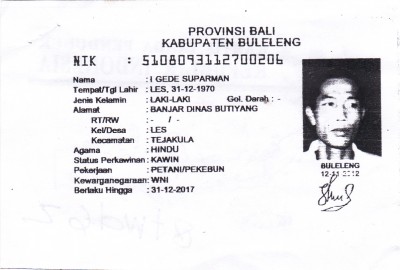 PROVINSI BALI
KABUPATEN BULELENG
NIK : 5108093112700206
Nama : I GEDE SUPARMAN
Tempat/Tgl Lahir : LES, 31-12-1970
Jenis Kelamin : LAKI-LAKI Gol. Darah : -
Alamat : BANJAR DINAS BUTIYANG
RT/RW : - / -
Kel/Desa : LES
Kecamatan : TEJAKULA
Agama : HINDU
Status Perkawinan : KAWIN
Pekerjaan : PETANI/PEKEBUN
Kewarganegaraan : WNI
Berlaku Hingga : 31-12-2017
BULELENG
12-11-2012